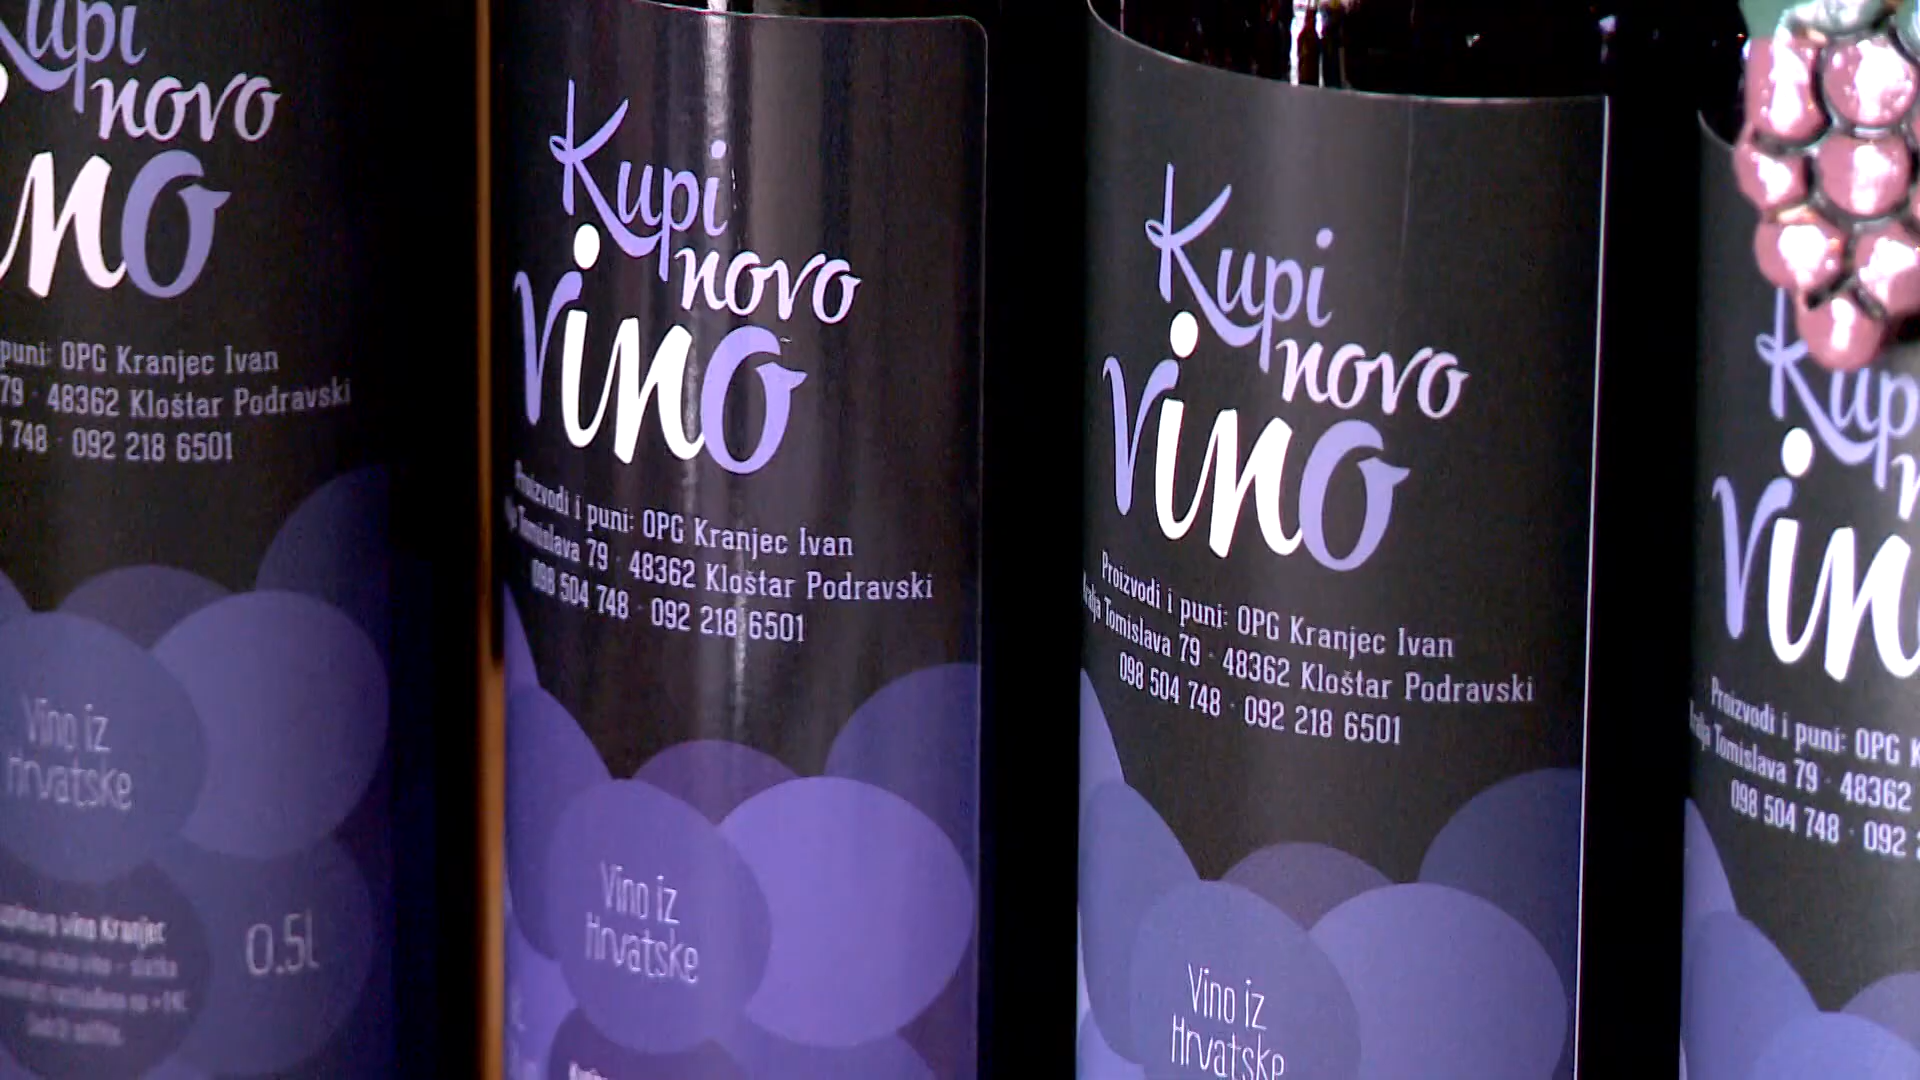 Kupi
novo
vino
puni: OPG Kranjec Ivan
79 · 48362 Kloštar Podravski
748 · 092 218 6501
Vino iz
Hrvatske
vino Kranjec
0.5l
Kupi
novo
vino
Proizvodi i puni: OPG Kranjec Ivan
Tomislava 79 · 48362 Kloštar Podravski
098 504 748 · 092 218 6501
Vino iz
Hrvatske
Kupi
novo
vino
Proizvodi i puni: OPG Kranjec Ivan
Kralja Tomislava 79 · 48362 Kloštar Podravski
098 504 748 · 092 218 6501
Vino iz
Hrvatske
Kup
n
vin
Proizvodi i puni: OPG K
Kralja Tomislava 79 · 48362
098 504 748 · 092